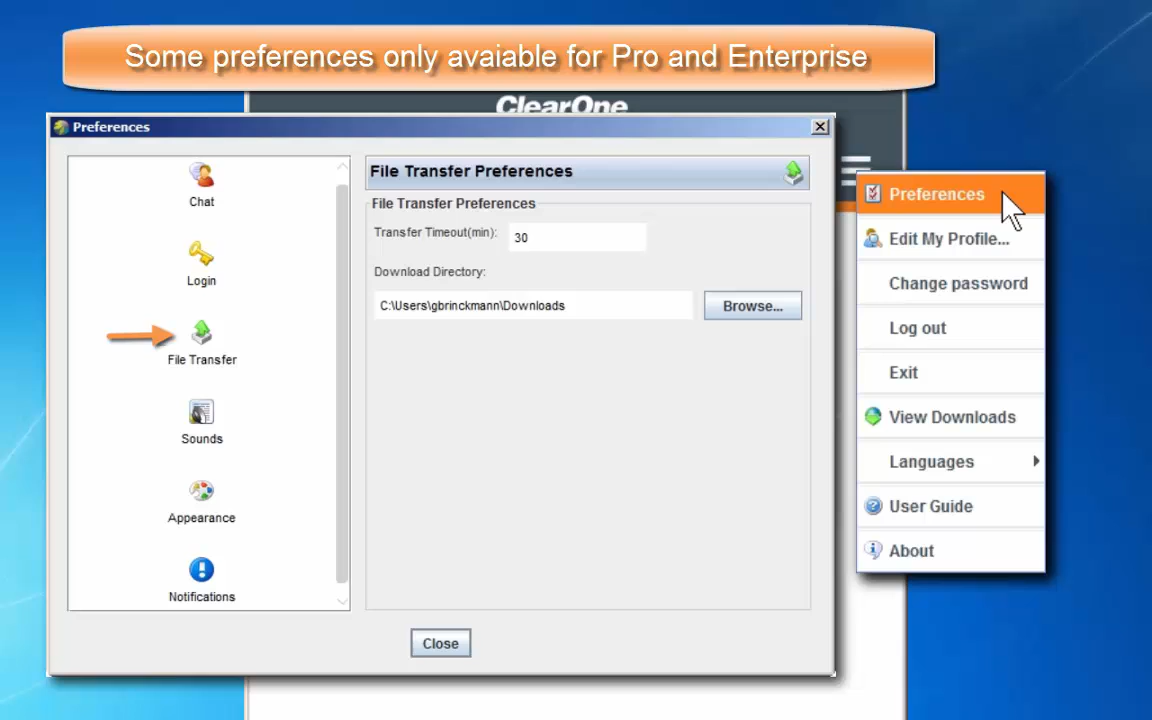 Some preferences only avaiable for Pro and Enterprise
ClearOne
Preferences
Chat
Login
File Transfer
Sounds
Appearance
Notifications
File Transfer Preferences
File Transfer Preferences
Transfer Timeout(min): 30
Download Directory:
C:\Users\gbrinckmann\Downloads Browse...
Close
Preferences
Edit My Profile...
Change password
Log out
Exit
View Downloads
Languages
User Guide
About